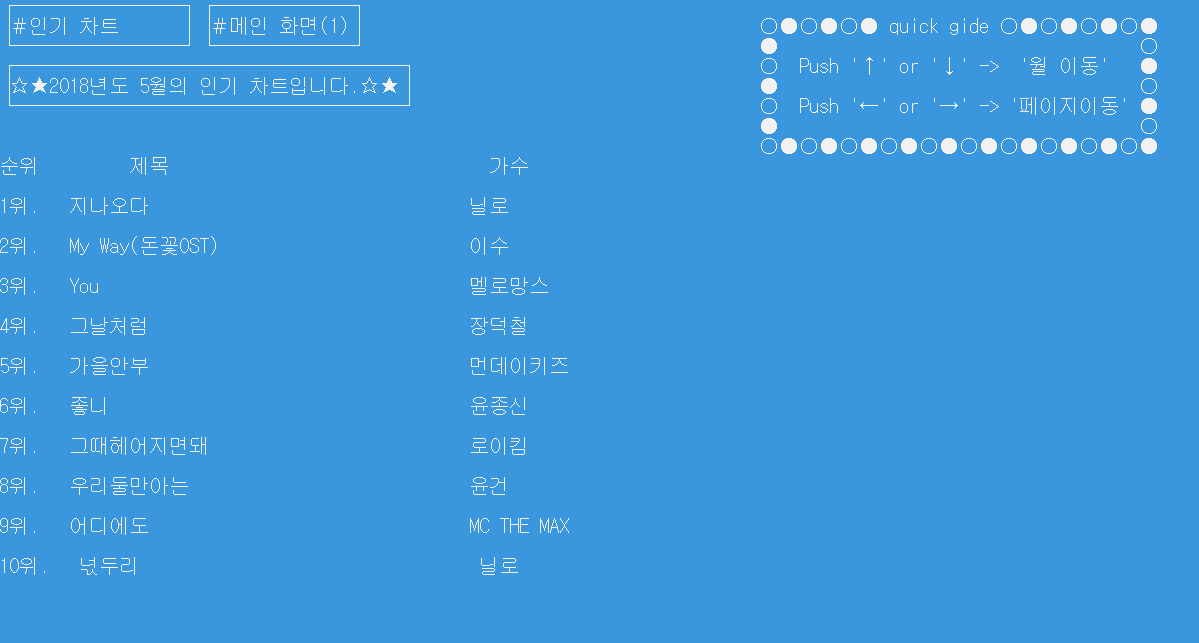 #인기 차트 #메인 화면(1)
☆★2018년도 5월의 인기 차트입니다.☆★
○●○●○● quick gide ○●○●○●○●
Push '↑' or '↓' -> '월 이동'
Push '←' or '→' -> '페이지이동'
순위 제목 가수
1위. 지나오다 닐로
2위. My Way(돈꽃OST) 이수
3위. You 멜로망스
4위. 그날처럼 장덕철
5위. 가을안부 먼데이키즈
6위. 좋니 윤종신
7위. 그때헤어지면돼 로이킴
8위. 우리둘만아는 윤건
9위. 어디에도 MC THE MAX
10위. 넋두리 닐로